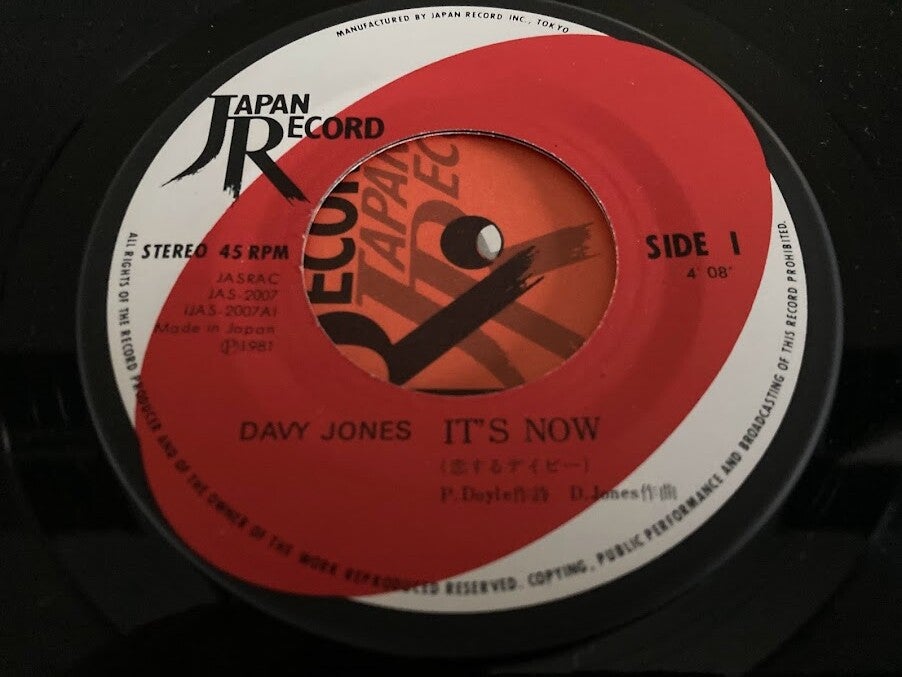 MANUFACTURED BY JAPAN RECORD INC., TOKYO
JAPAN
RECORD
STEREO 45 RPM
JASRAC
JAS-2007
(JAS-2007A)
Made in Japan
Ⓟ1981
SIDE 1
4' 08"
DAVY JONES IT'S NOW
(恋するデイビー)
P.Doyle作詩 D.Jones作曲
ALL RIGHTS OF THE RECORD PRODUCER AND OF THE OWNER OF THE WORK REPRODUCED RESERVED. COPYING, PUBLIC PERFORMANCE AND BROADCASTING OF THIS RECORD PROHIBITED.
JAPAN